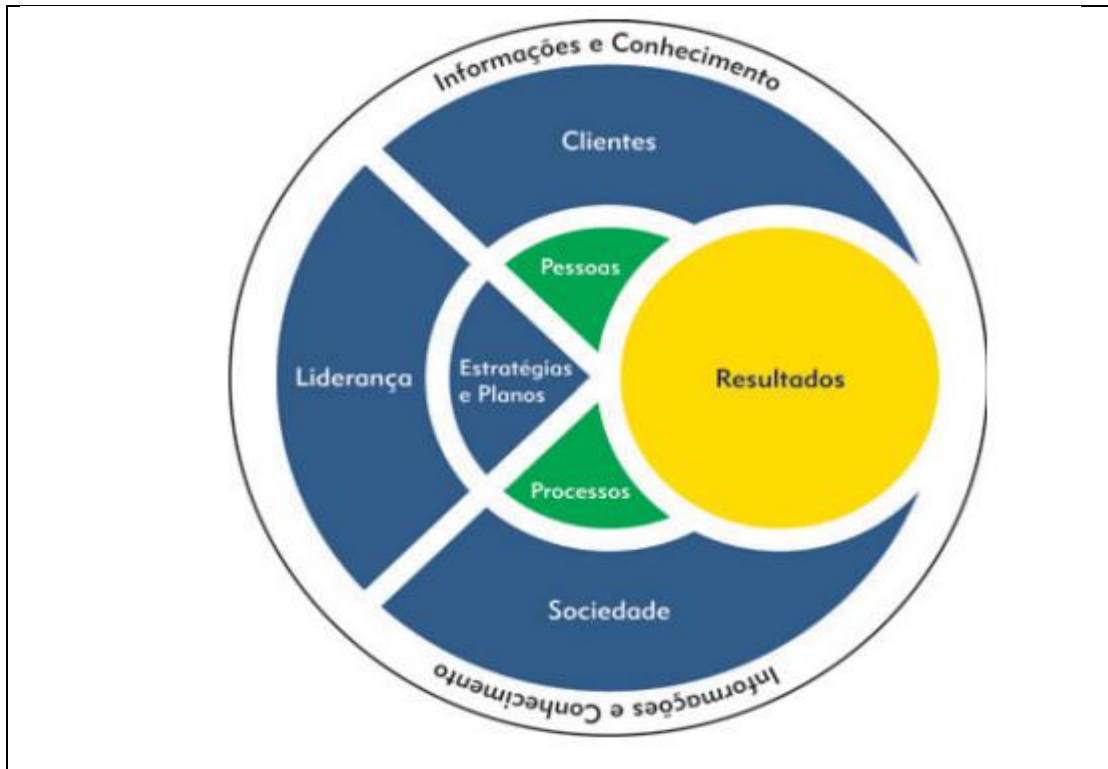 Informações e Conhecimento
Clientes
Pessoas
Liderança
Estratégias
e Planos
Resultados
Processos
Sociedade
Informações e Conhecimento